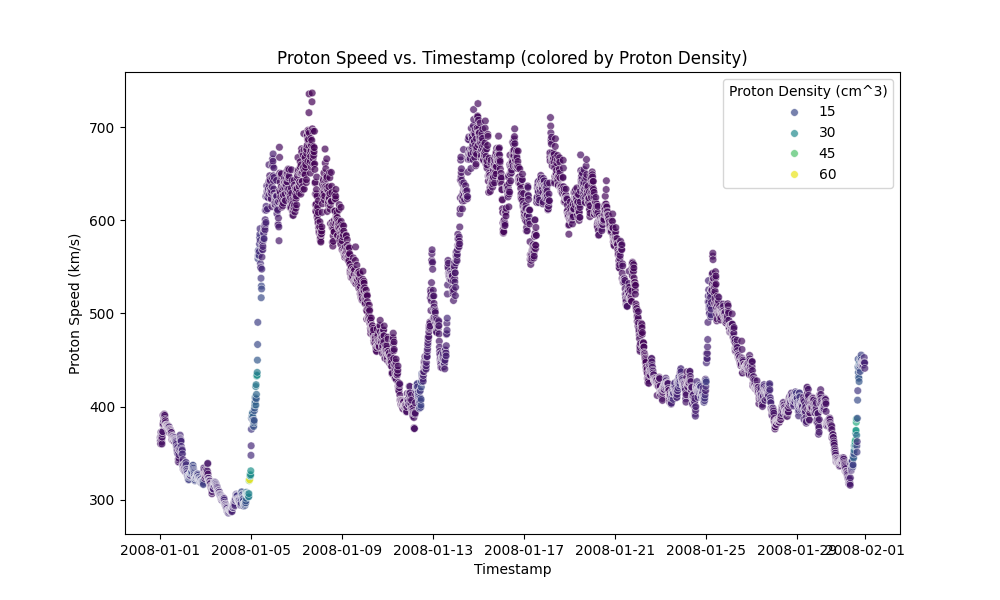 Proton Speed vs. Timestamp (colored by Proton Density)
Proton Density (cm^3)
15
30
45
60
Proton Speed (km/s)
700
600
500
400
300
2008-01-01 2008-01-05 2008-01-09 2008-01-13 2008-01-17 2008-01-21 2008-01-25 2008-01-29 2008-02-01
Timestamp